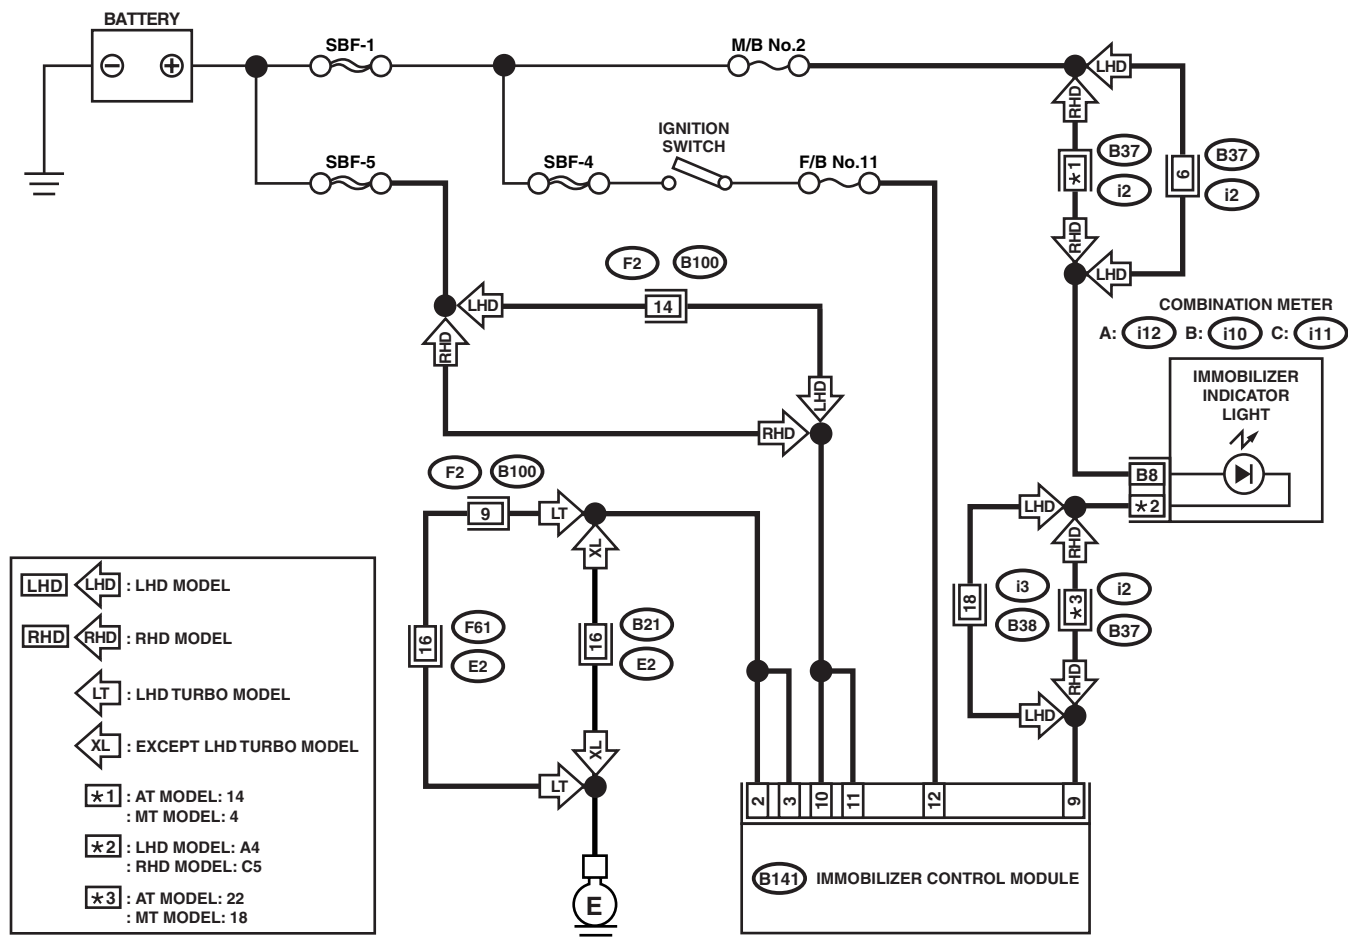 BATTERY
SBF-1
M/B No.2
LHD
RHD
IGNITION
SWITCH
SBF-5
SBF-4
F/B No.11
*1
B37
i2
6
B37
i2
RHD
LHD
F2
B100
LHD
14
RHD
LHD
RHD
COMBINATION METER
A: i12 B: i10 C: i11
IMMOBILIZER
INDICATOR
LIGHT
B8
*2
F2
B100
9
LT
XL
LHD
RHD
16
F61
E2
16
B21
E2
18
i3
B38
*3
i2
B37
RHD
LHD
XL
LT
2
3
10
11
12
9
B141 IMMOBILIZER CONTROL MODULE
E
LHD LHD : LHD MODEL
RHD RHD : RHD MODEL
LT : LHD TURBO MODEL
XL : EXCEPT LHD TURBO MODEL
*1 : AT MODEL: 14
: MT MODEL: 4
*2 : LHD MODEL: A4
: RHD MODEL: C5
*3 : AT MODEL: 22
: MT MODEL: 18